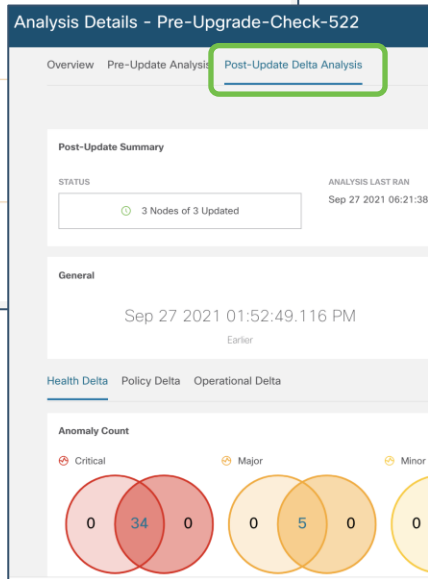 Analysis Details - Pre-Upgrade-Check-522
Overview Pre-Update Analysis Post-Update Delta Analysis
Post-Update Summary
STATUS ANALYSIS LAST RAN
3 Nodes of 3 Updated Sep 27 2021 06:21:38
General
Sep 27 2021 01:52:49.116 PM
Earlier
Health Delta Policy Delta Operational Delta
Anomaly Count
Critical Major Minor
0 34 0 0 5 0 0